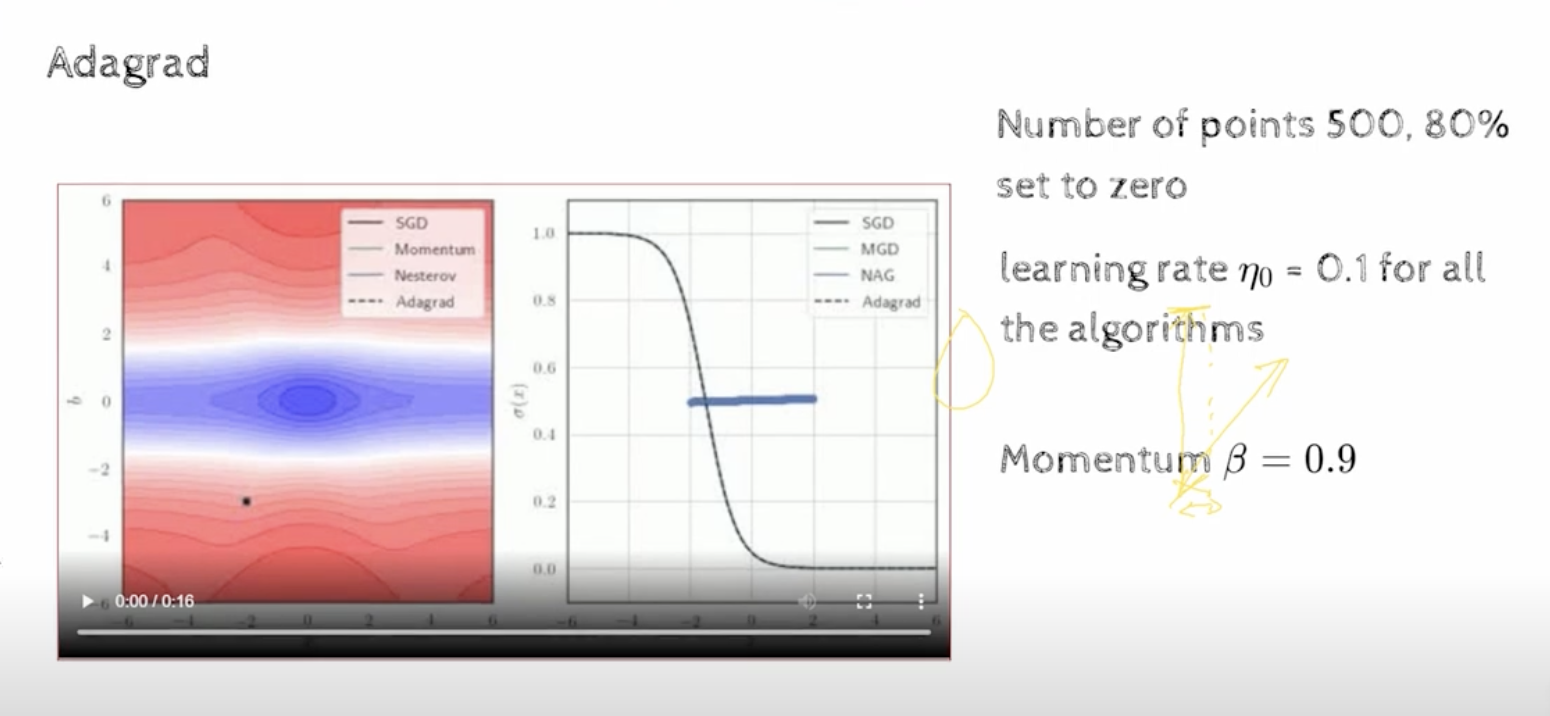 Adagrad
Number of points 500, 80%
set to zero
learning rate η0 = 0.1 for all
the algorithms
Momentum β = 0.9
6
4
2
0
−2
−4
−6
b
SGD
Momentum
Nesterov
Adagrad
−6 −4 −2 0 2 4 6
1.0
0.8
0.6
0.4
0.2
0.0
σ(x)
SGD
MGD
NAG
Adagrad
−6 −4 −2 0 2 4 6
0:00 / 0:16